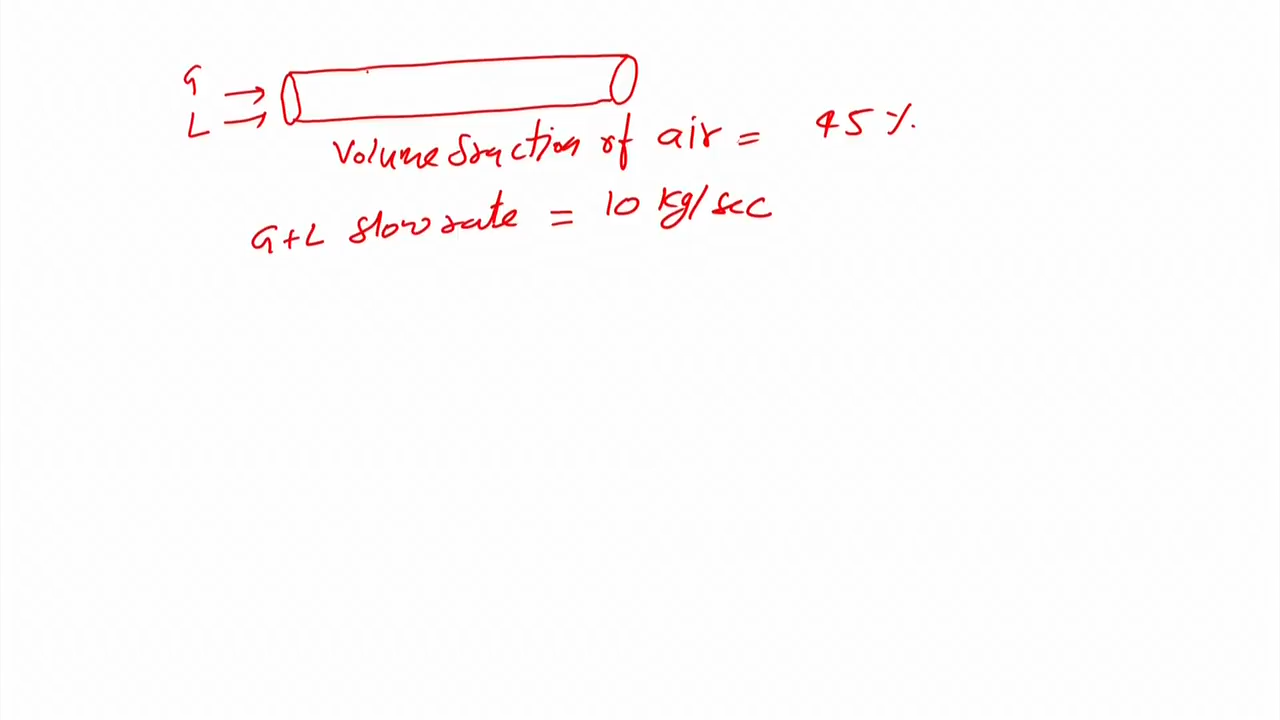 G
L
Volume fraction of air = 45 %.
G+L flow rate = 10 kg/sec